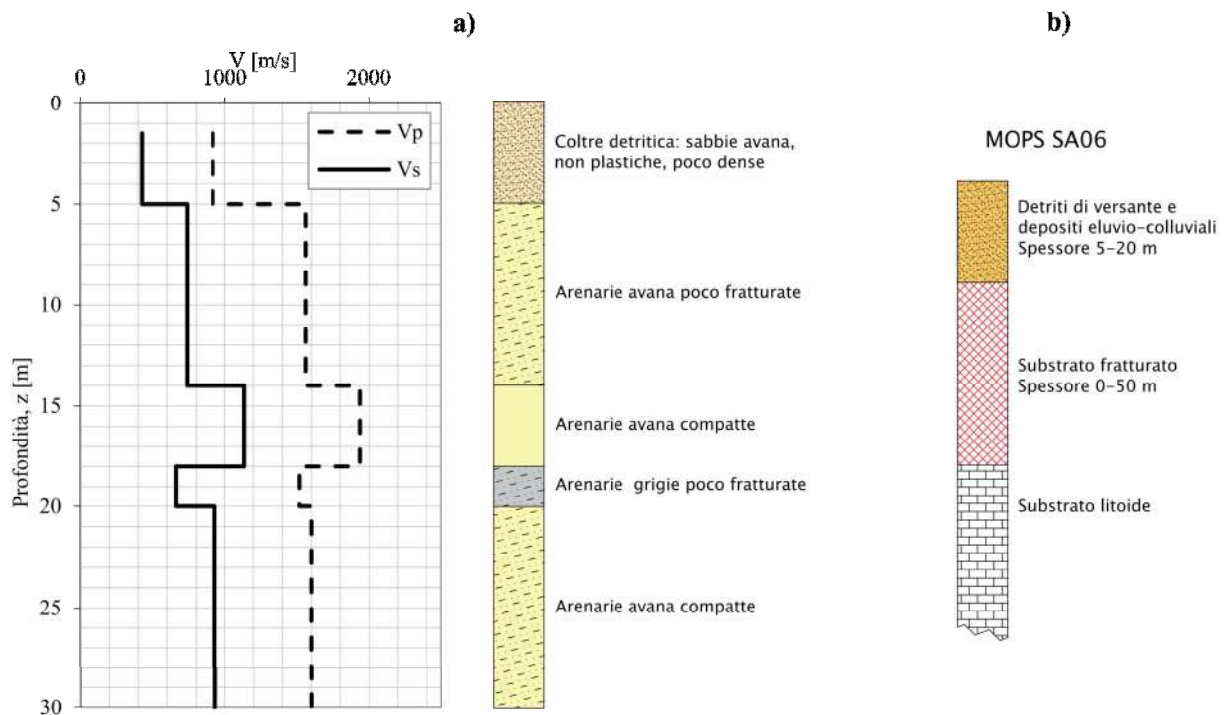 a)
b)
V [m/s]
0 1000 2000
0
5
10
15
20
25
30
Profondità, z [m]
Vp
Vs
Coltre detritica: sabbie avana,
non plastiche, poco dense
Arenarie avana poco fratturate
Arenarie avana compatte
Arenarie grigie poco fratturate
Arenarie avana compatte
MOPS SA06
Detriti di versante e
depositi eluvio-colluviali
Spessore 5-20 m
Substrato fratturato
Spessore 0-50 m
Substrato litoide